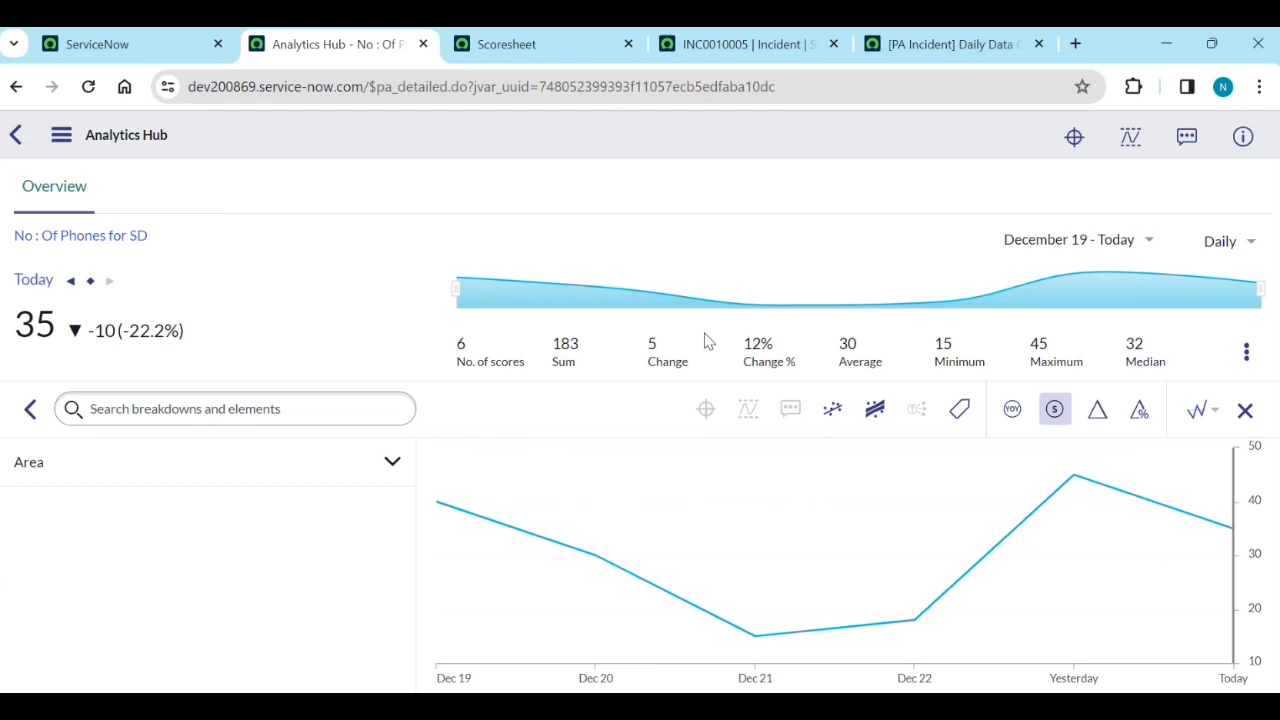 ServiceNow
Analytics Hub - No : Of P
Scoresheet
INC0010005 | Incident | S
[PA Incident] Daily Data C
dev200869.service-now.com/$pa_detailed.do?jvar_uuid=748052399393f11057ecb5edfaba10dc
N
Analytics Hub
Overview
No : Of Phones for SD
December 19 - Today
Daily
Today
35 ▼ -10 (-22.2%)
6 183 5 12% 30 15 45 32
No. of scores Sum Change Change % Average Minimum Maximum Median
Search breakdowns and elements
YOY
S
%
Area
50
40
30
20
10
Dec 19 Dec 20 Dec 21 Dec 22 Yesterday Today